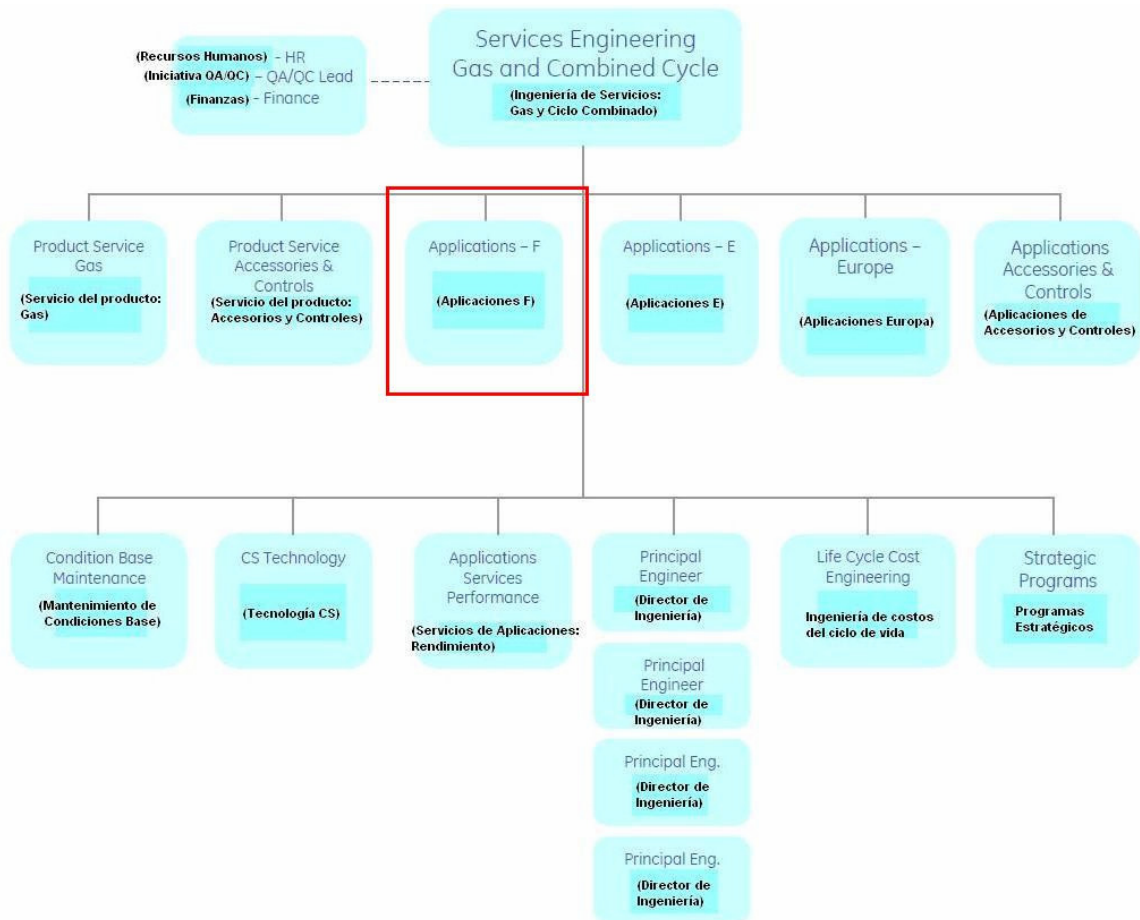 (Recursos Humanos) - HR
(Iniciativa QA/QC) – QA/QC Lead
(Finanzas) - Finance
Services Engineering
Gas and Combined Cycle
(Ingeniería de Servicios:
Gas y Ciclo Combinado)
Product Service
Gas
(Servicio del producto:
Gas)
Product Service
Accessories &
Controls
(Servicio del producto:
Accesorios y Controles)
Applications – F
(Aplicaciones F)
Applications – E
(Aplicaciones E)
Applications –
Europe
(Aplicaciones Europa)
Applications
Accessories &
Controls
(Aplicaciones de
Accesorios y Controles)
Condition Base
Maintenance
(Mantenimiento de
Condiciones Base)
CS Technology
(Tecnología CS)
Applications
Services
Performance
(Servicios de Aplicaciones:
Rendimiento)
Principal
Engineer
(Director de
Ingeniería)
Principal
Engineer
(Director de
Ingeniería)
Principal Eng.
(Director de
Ingeniería)
Principal Eng.
(Director de
Ingeniería)
Life Cycle Cost
Engineering
Ingeniería de costos
del ciclo de vida
Strategic
Programs
Programas
Estratégicos